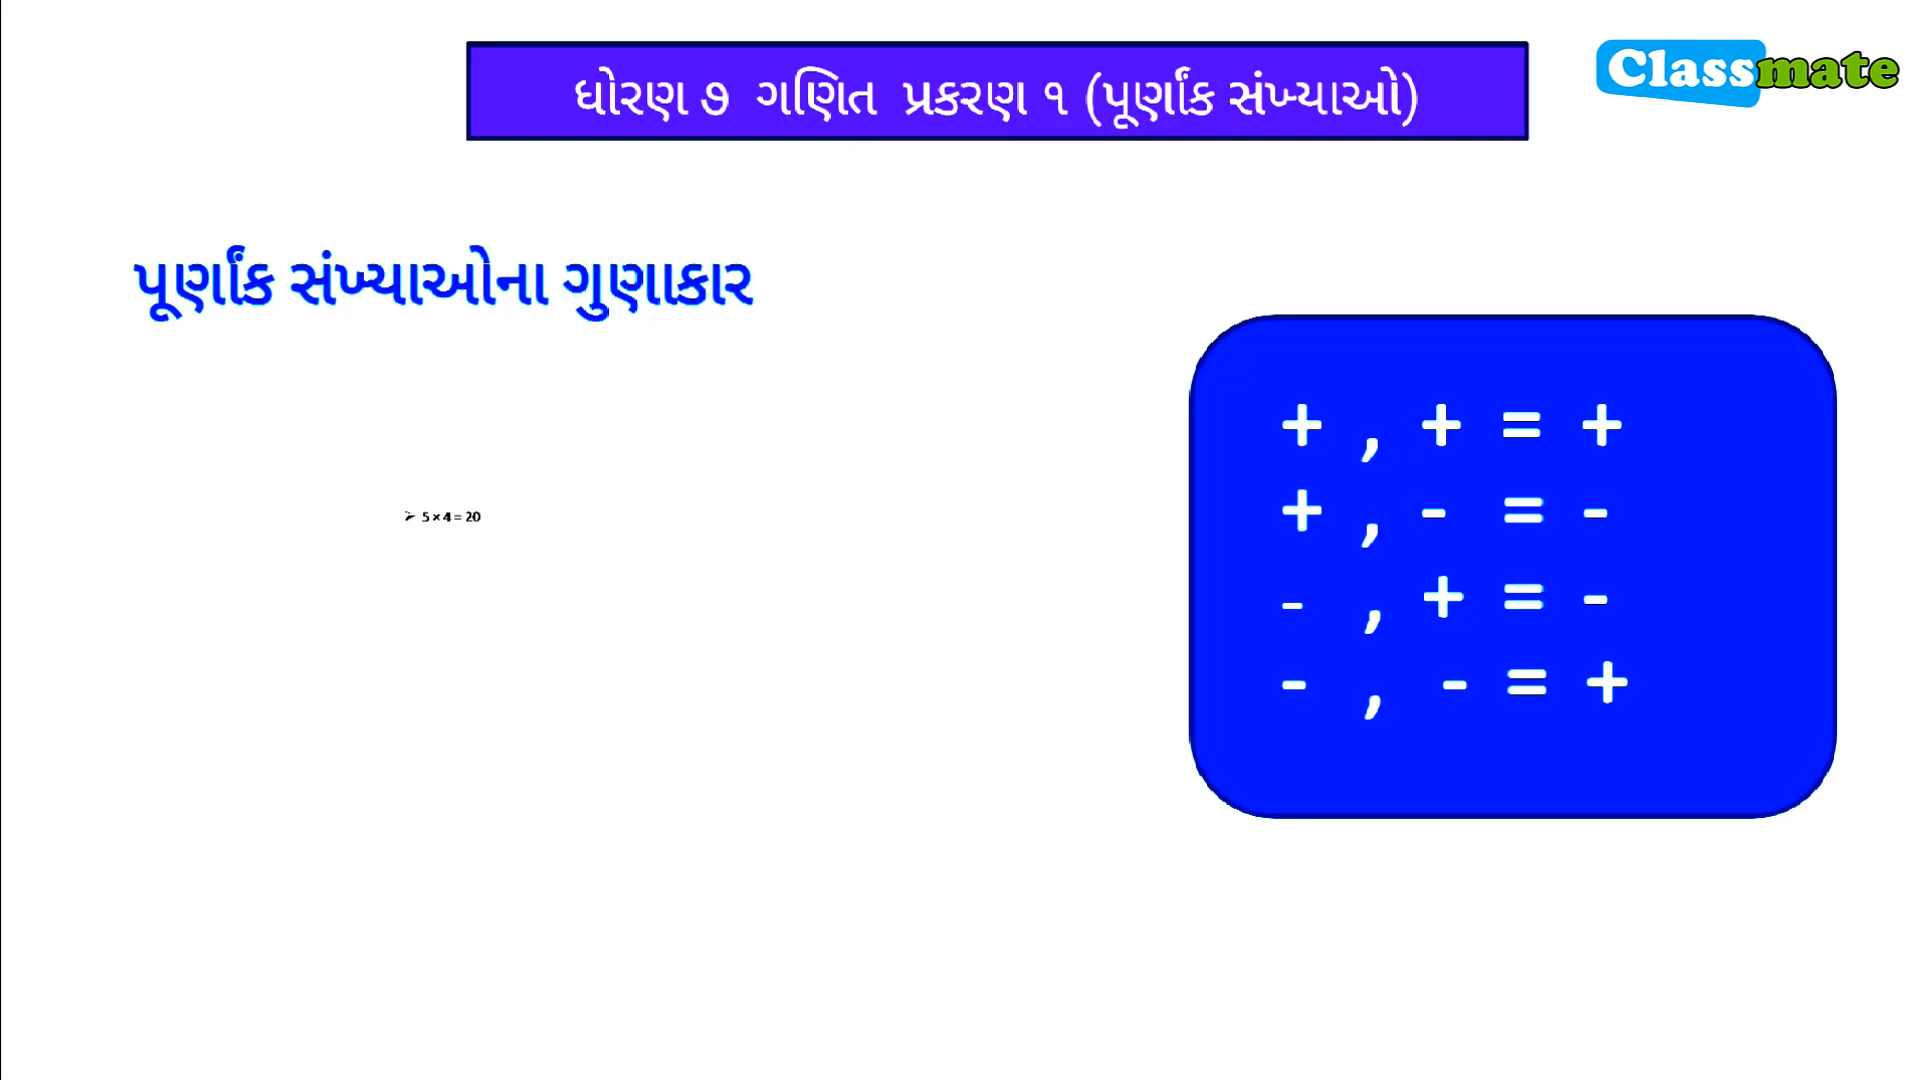 ધોરણ ૭ ગણિત પ્રકરણ ૧ (પૂર્ણાંક સંખ્યાઓ)
Classmate
પૂર્ણાંક સંખ્યાઓના ગુણાકાર
➢ 5 × 4 = 20
+ , + = +
+ , - = -
- , + = -
- , - = +